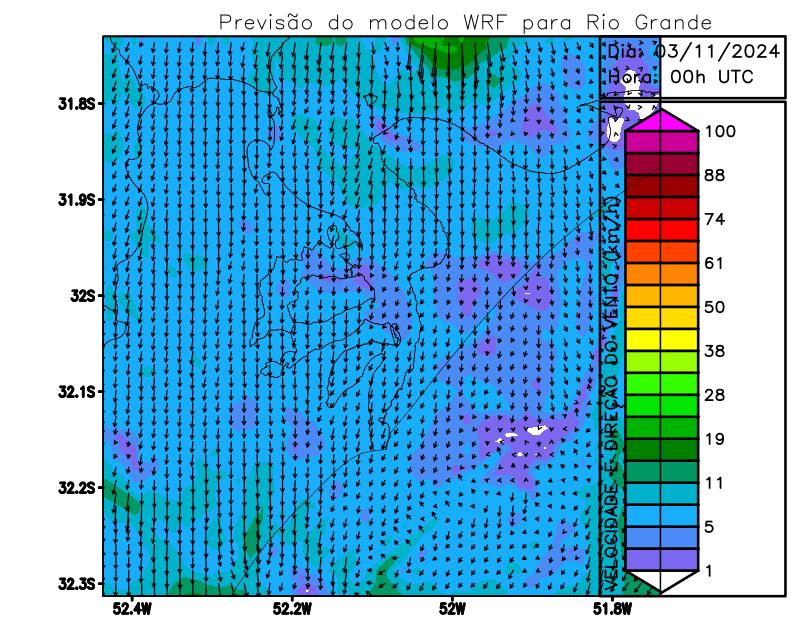 Previsão do modelo WRF para Rio Grande
Dia: 03/11/2024
Hora: 00h UTC
31.8S
31.9S
32S
32.1S
32.2S
32.3S
52.4W
52.2W
52W
51.8W
VELOCIDADE E DIREÇÃO DO VENTO (km/h)
100
88
74
61
50
38
28
19
11
5
1